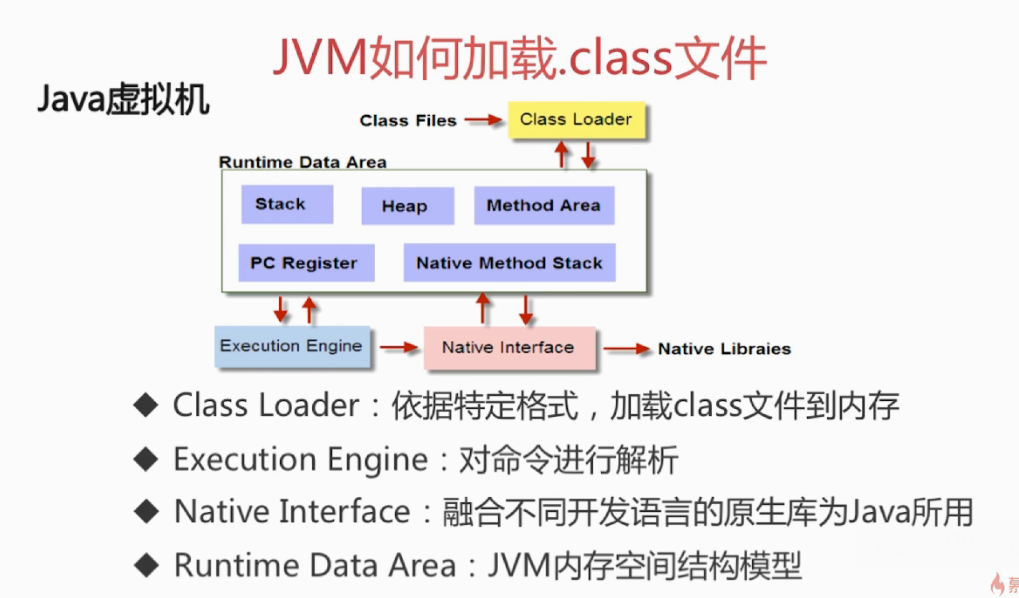 JVM如何加载.class文件
Java虚拟机
Class Files
Class Loader
Runtime Data Area
Stack
Heap
Method Area
PC Register
Native Method Stack
Execution Engine
Native Interface
Native Libraies
◆ Class Loader：依据特定格式，加载class文件到内存
◆ Execution Engine：对命令进行解析
◆ Native Interface：融合不同开发语言的原生库为Java所用
◆ Runtime Data Area：JVM内存空间结构模型